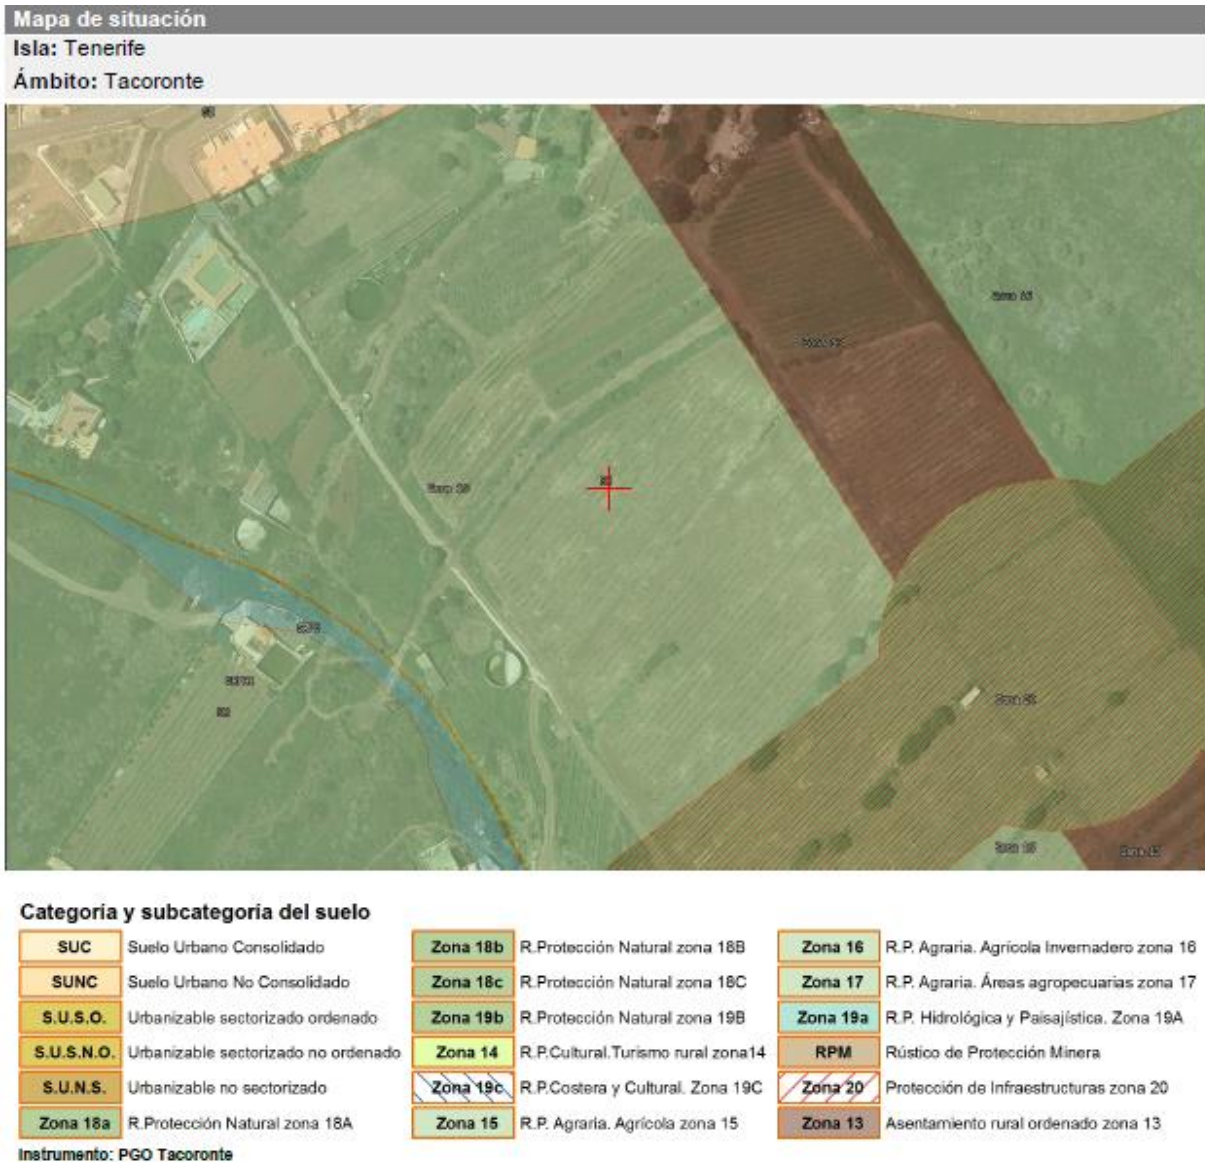 Mapa de situación
Isla: Tenerife
Ámbito: Tacoronte
Categoría y subcategoría del suelo
SUC Suelo Urbano Consolidado
SUNC Suelo Urbano No Consolidado
S.U.S.O. Urbanizable sectorizado ordenado
S.U.S.N.O. Urbanizable sectorizado no ordenado
S.U.N.S. Urbanizable no sectorizado
Zona 18a R.Protección Natural zona 18A
Zona 18b R.Protección Natural zona 18B
Zona 18c R.Protección Natural zona 18C
Zona 19b R.Protección Natural zona 19B
Zona 14 R.P.Cultural.Turismo rural zona14
Zona 19c R.P.Costera y Cultural. Zona 19C
Zona 15 R.P. Agraria. Agrícola zona 15
Zona 16 R.P. Agraria. Agrícola Invernadero zona 16
Zona 17 R.P. Agraria. Áreas agropecuarias zona 17
Zona 19a R.P. Hidrológica y Paisajística. Zona 19A
RPM Rústico de Protección Minera
Zona 20 Protección de Infraestructuras zona 20
Zona 13 Asentamiento rural ordenado zona 13
Instrumento: PGO Tacoronte